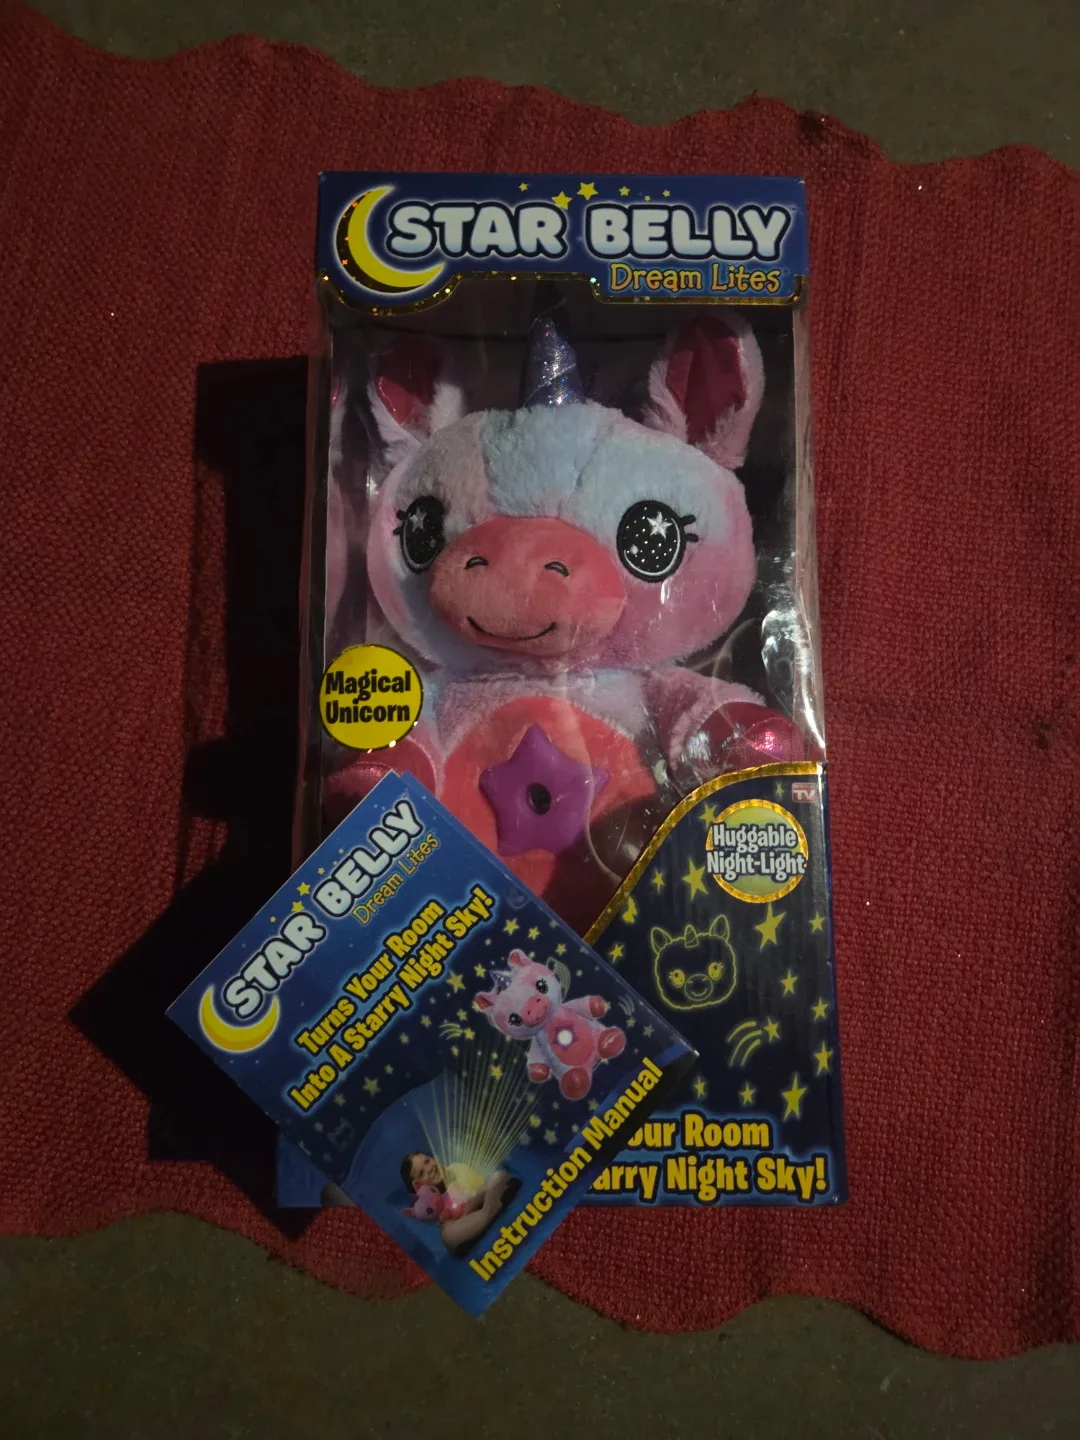 STAR BELLY
Dream Lites
Magical
Unicorn
TV
Huggable
Night-Light
our Room
arry Night Sky!
STAR BELLY
Dream Lites
Turns Your Room
Into A Starry Night Sky!
Instruction Manual